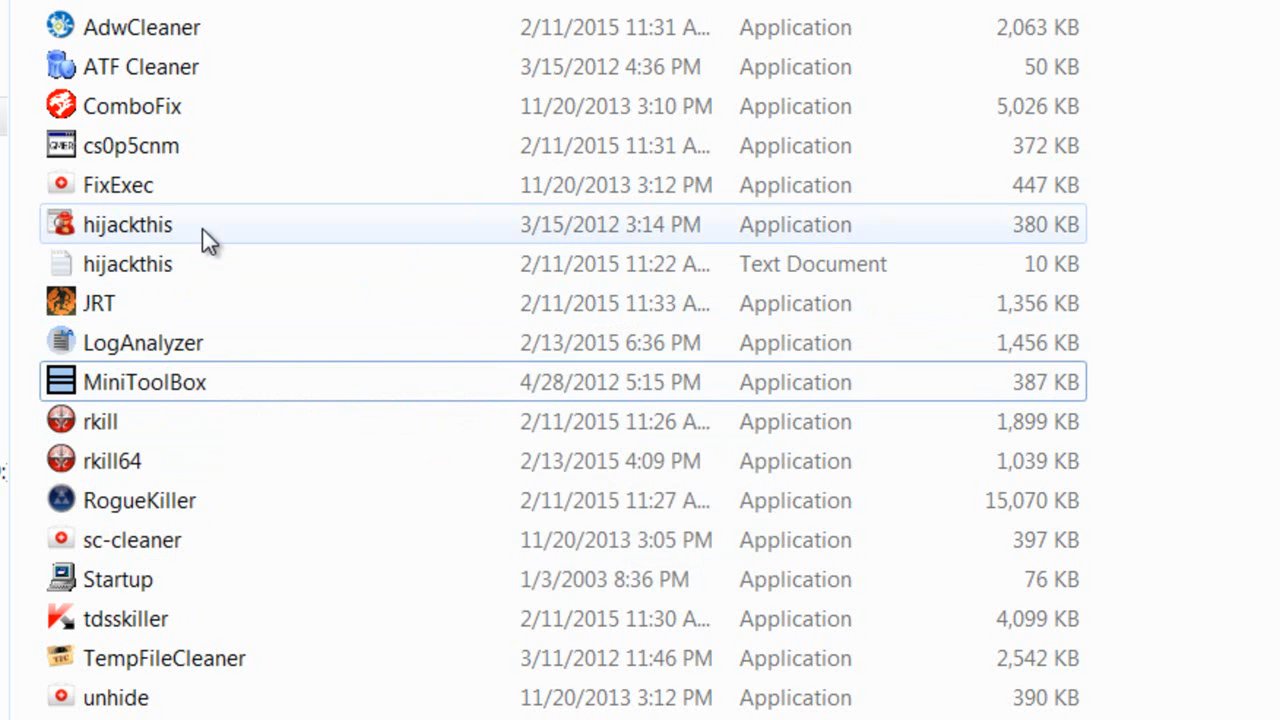 AdwCleaner 2/11/2015 11:31 A... Application 2,063 KB
ATF Cleaner 3/15/2012 4:36 PM Application 50 KB
ComboFix 11/20/2013 3:10 PM Application 5,026 KB
GMER cs0p5cnm 2/11/2015 11:31 A... Application 372 KB
FixExec 11/20/2013 3:12 PM Application 447 KB
hijackthis 3/15/2012 3:14 PM Application 380 KB
hijackthis 2/11/2015 11:22 A... Text Document 10 KB
JRT 2/11/2015 11:33 A... Application 1,356 KB
LogAnalyzer 2/13/2015 6:36 PM Application 1,456 KB
MiniToolBox 4/28/2012 5:15 PM Application 387 KB
rkill 2/11/2015 11:26 A... Application 1,899 KB
rkill64 2/13/2015 4:09 PM Application 1,039 KB
RogueKiller 2/11/2015 11:27 A... Application 15,070 KB
sc-cleaner 11/20/2013 3:05 PM Application 397 KB
Startup 1/3/2003 8:36 PM Application 76 KB
tdsskiller 2/11/2015 11:30 A... Application 4,099 KB
TempFileCleaner 3/11/2012 11:46 PM Application 2,542 KB
unhide 11/20/2013 3:12 PM Application 390 KB